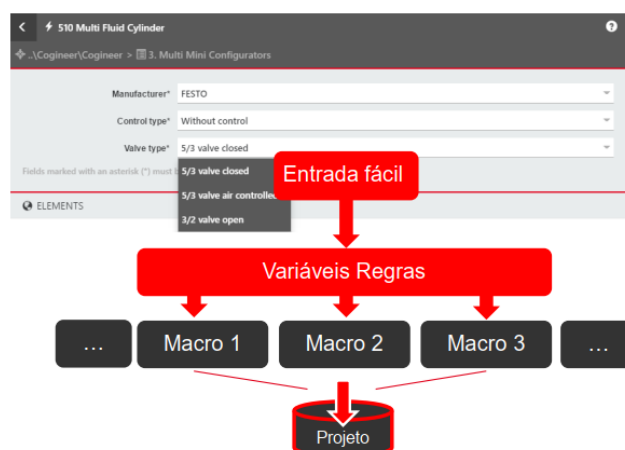 510 Multi Fluid Cylinder
..\Cogineer\Cogineer > 3. Multi Mini Configurators
Manufacturer* FESTO
Control type* Without control
Valve type* 5/3 valve closed
Fields marked with an asterisk (*) must
5/3 valve closed
5/3 valve air controlled
3/2 valve open
Entrada fácil
ELEMENTS
Variáveis Regras
... Macro 1 Macro 2 Macro 3 ...
Projeto